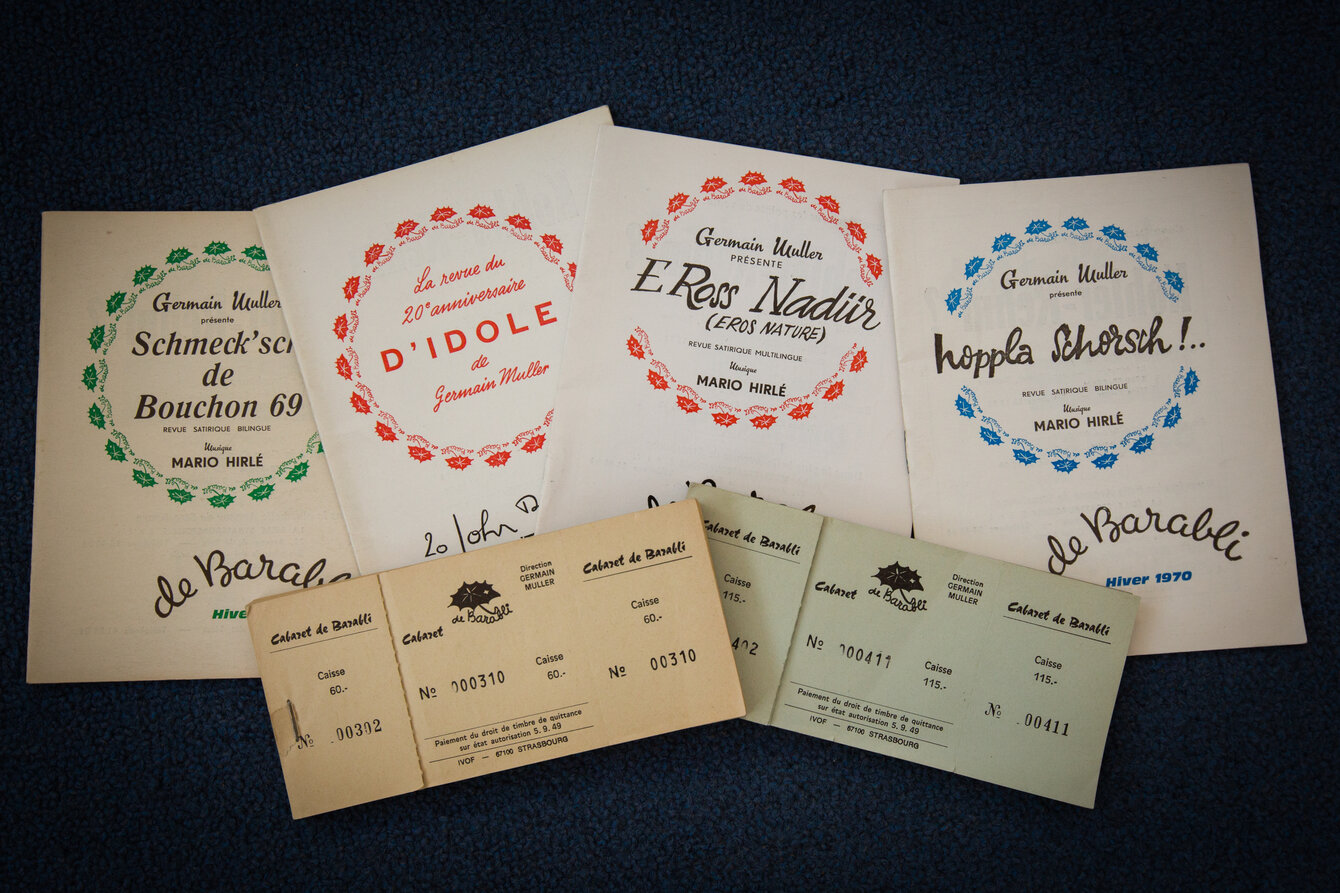 Germain Muller
présente
Schmeck'sch
de
Bouchon 69
REVUE SATIRIQUE BILINGUE
Musique
MARIO HIRLÉ
de Barabli
La revue du
20e anniversaire
D'IDOLE
de
Germain Muller
20 John
Germain Muller
PRÉSENTE
E Ross Nadür
(EROS NATURE)
REVUE SATIRIQUE MULTILINGUE
Musique
MARIO HIRLÉ
de Barabli
Germain Muller
présente
hoppla Schorsch!..
REVUE SATIRIQUE BILINGUE
Musique
MARIO HIRLÉ
de Barabli
Hiver 1970
Cabaret de Barabli
Caisse
60.-
№ 00302
Cabaret de Barabli
Direction
GERMAIN
MULLER
№ 000310
Caisse
60.-
Paiement du droit de timbre de quittance
sur état autorisation 5. 9. 49
IVOF — 67100 STRASBOURG
Cabaret de Barabli
Caisse
60.-
№ 00310
Cabaret de Barabli
Caisse
115.-
402
Cabaret de Barabli
Direction
GERMAIN
MULLER
№ 000411
Caisse
115.-
Paiement du droit de timbre de quittance
sur état autorisation 5. 9. 49
IVOF — 67100 STRASBOURG
Cabaret de Barabli
Caisse
115.-
№ 00411